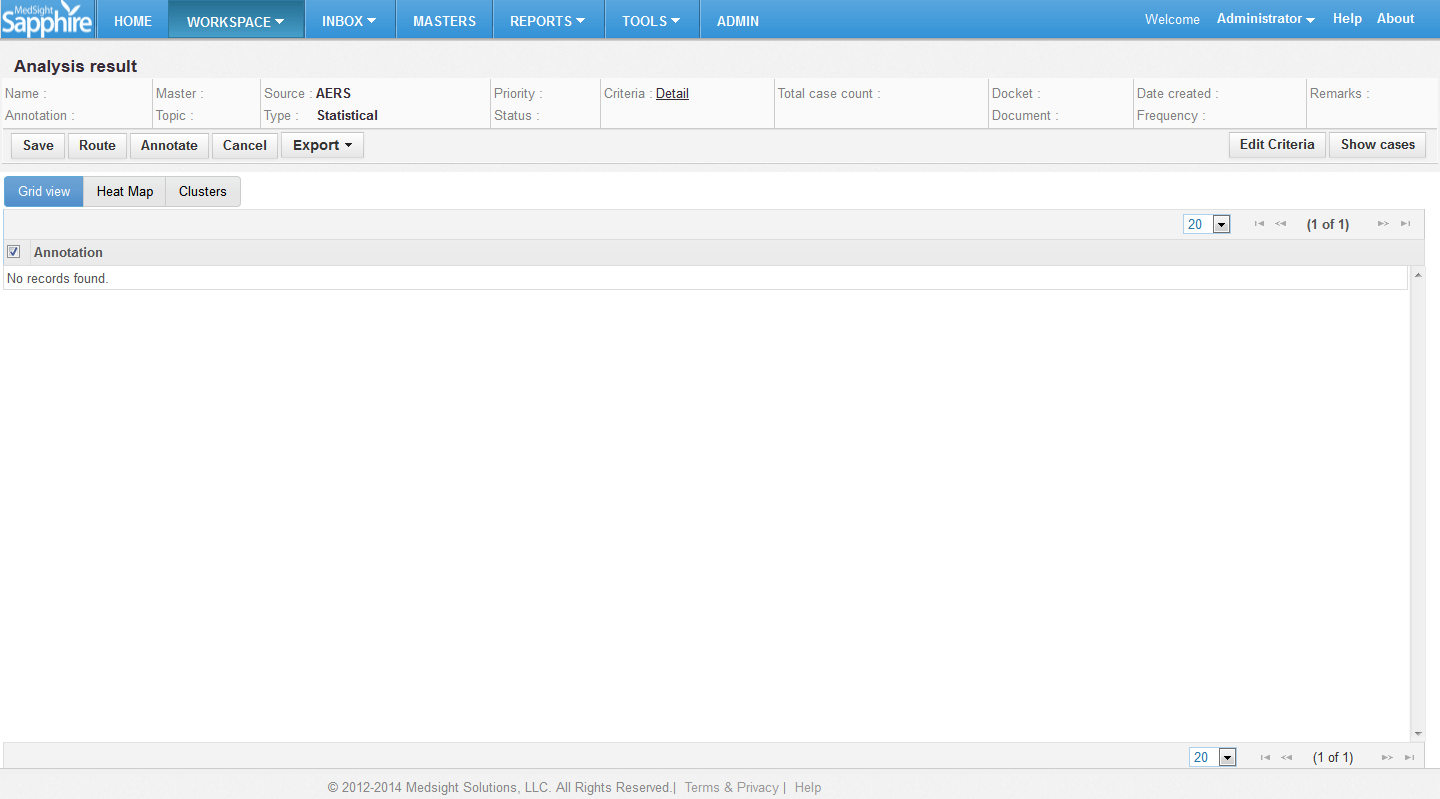 MedSight
Sapphire
HOME WORKSPACE INBOX MASTERS REPORTS TOOLS ADMIN Welcome Administrator Help About
Analysis result
Name : Master : Source : AERS Priority : Criteria : Detail Total case count : Docket : Date created : Remarks :
Annotation : Topic : Type : Statistical Status : Document : Frequency :
Save Route Annotate Cancel Export Edit Criteria Show cases
Grid view Heat Map Clusters
20 (1 of 1)
Annotation
No records found.
20 (1 of 1)
© 2012-2014 Medsight Solutions, LLC. All Rights Reserved.| Terms & Privacy | Help